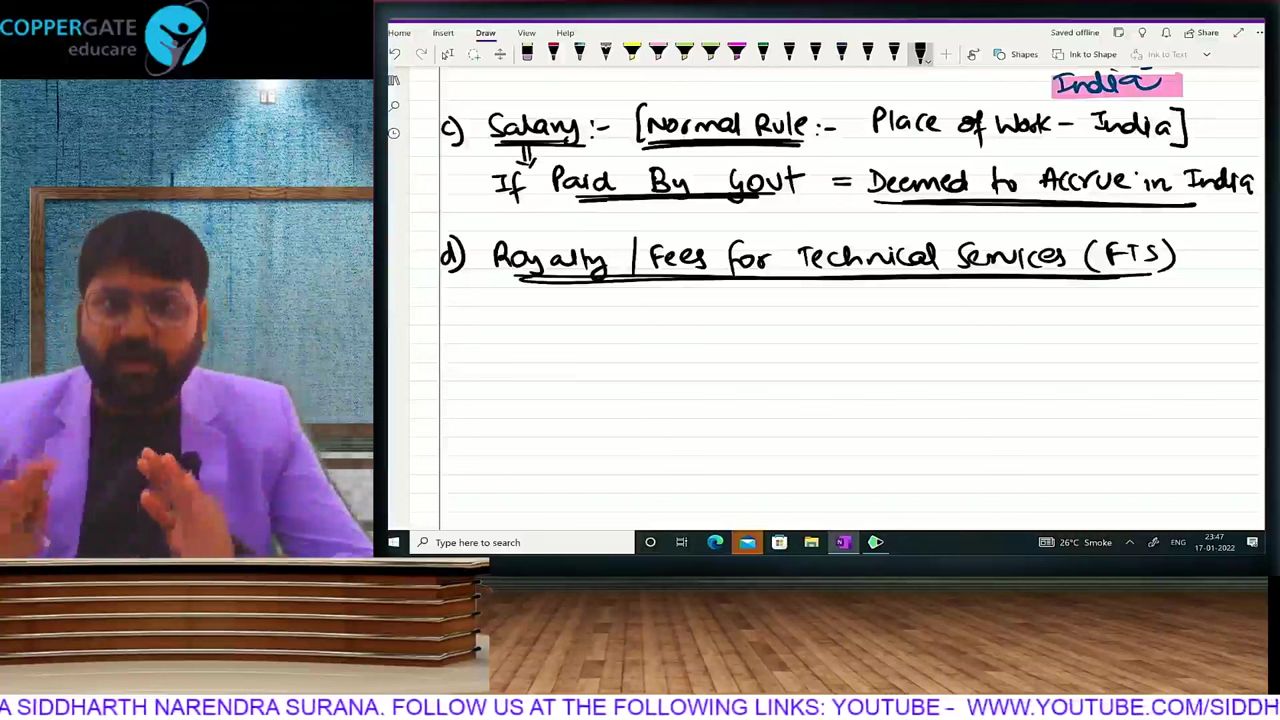 COPPERGATE
educare
Home Insert Draw View Help
Saved offline
Share
Shapes
Ink to Shape
Ink to Text
India
c) Salary :- [Normal Rule :- Place of Work - India]
If Paid By Govt = Deemed to Accrue in India
d) Royalty | Fees for Technical Services (FTS)
Type here to search
26°C Smoke
ENG
23:47
17-01-2022
A SIDDHARTH NARENDRA SURANA. FOLLOW US AT THE FOLLOWING LINKS: YOUTUBE - WWW.YOUTUBE.COM/SIDDH